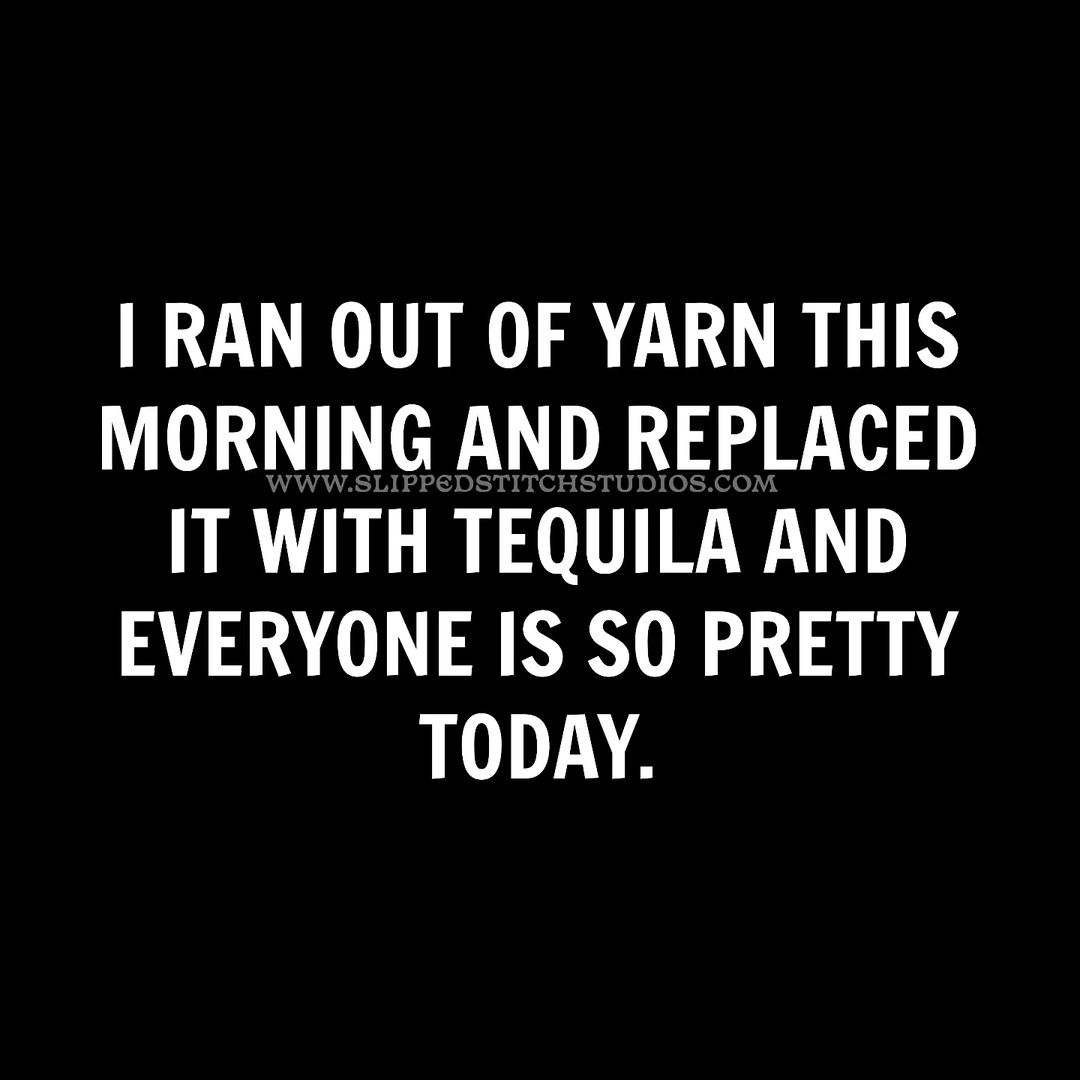 I RAN OUT OF YARN THIS
MORNING AND REPLACED
WWW.SLIPPEDSTITCHSTUDIOS.COM
IT WITH TEQUILA AND
EVERYONE IS SO PRETTY
TODAY.